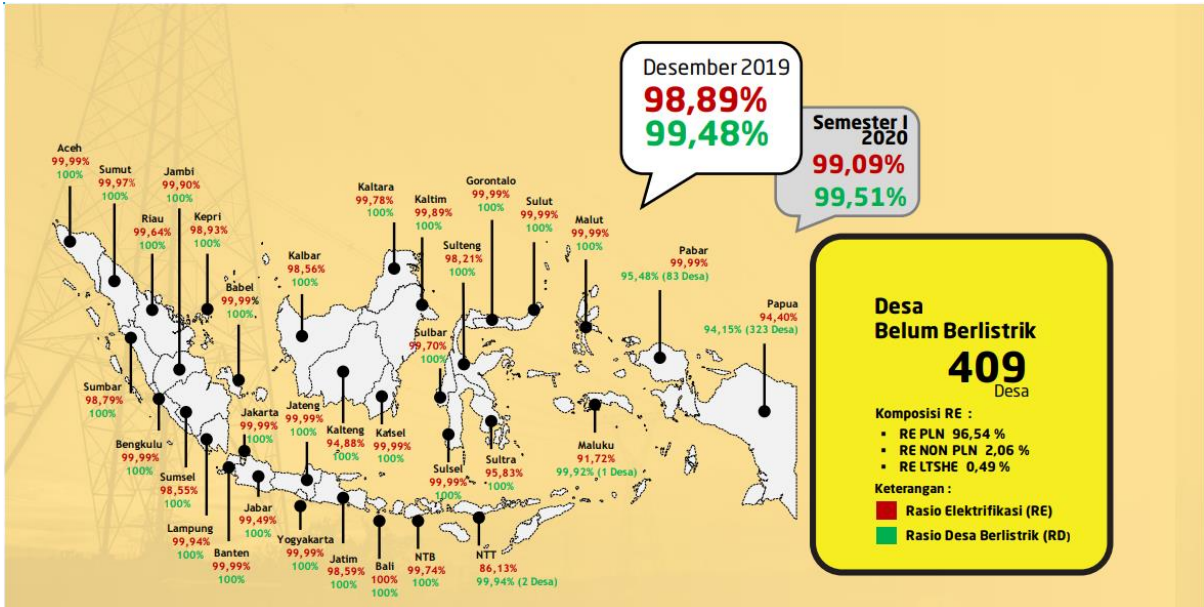 Desember 2019
98,89%
99,48%
Semester I
2020
99,09%
99,51%
Aceh
99,99%
100%
Sumut
99,97%
100%
Jambi
99,90%
100%
Riau
99,64%
100%
Kepri
98,93%
100%
Babel
99,99%
100%
Kalbar
98,56%
100%
Kaltara
99,78%
100%
Kaltim
99,89%
100%
Gorontalo
99,99%
100%
Sulteng
98,21%
100%
Sulut
99,99%
100%
Malut
99,99%
100%
Pabar
99,99%
95,48% (83 Desa)
Papua
94,40%
94,15% (323 Desa)
Sulbar
99,70%
100%
Sumbar
98,79%
100%
Bengkulu
99,99%
100%
Sumsel
98,55%
100%
Lampung
99,94%
100%
Banten
99,99%
100%
Jakarta
99,99%
100%
Jabar
99,49%
100%
Jateng
99,99%
100%
Yogyakarta
99,99%
100%
Kalteng
94,88%
100%
Kalsel
99,99%
100%
Jatim
98,59%
100%
Bali
100%
100%
NTB
99,74%
100%
NTT
86,13%
99,94% (2 Desa)
Sulsel
99,99%
100%
Sultra
95,83%
100%
Maluku
91,72%
99,92% (1 Desa)
Desa
Belum Berlistrik
409
Desa
Komposisi RE :
▪ RE PLN 96,54 %
▪ RE NON PLN 2,06 %
▪ RE LTSHE 0,49 %
Keterangan :
Rasio Elektrifikasi (RE)
Rasio Desa Berlistrik (RD)